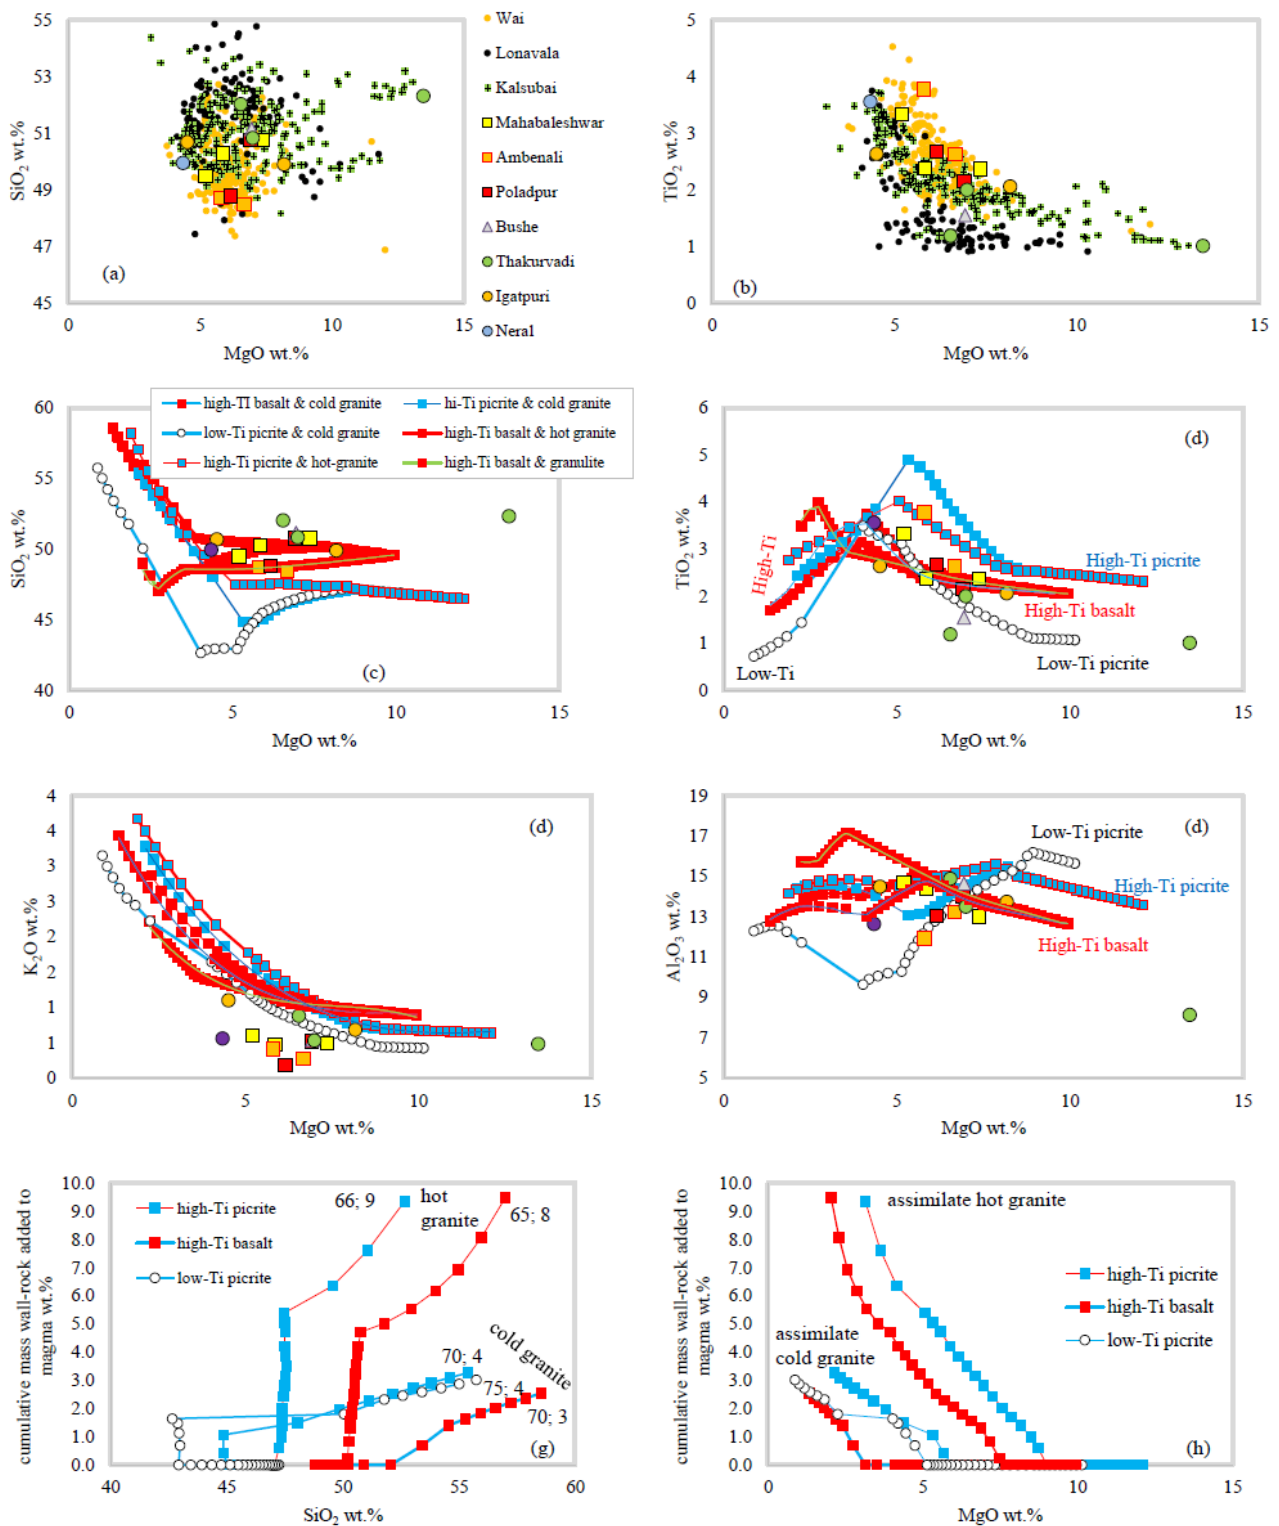 55
53
51
49
47
45
SiO2 wt.%
(a)
0
5
10
15
MgO wt.%
Wai
Lonavala
Kalsubai
Mahabaleshwar
Ambenali
Poladpur
Bushe
Thakurvadi
Igatpuri
Neral
5
4
3
2
1
0
TiO2 wt.%
(b)
0
5
10
15
MgO wt.%
60
55
50
45
40
SiO2 wt.%
high-TI basalt & cold granite
hi-Ti picrite & cold granite
low-Ti picrite & cold granite
high-Ti basalt & hot granite
high-Ti picrite & hot-granite
high-Ti basalt & granulite
(c)
0
5
10
15
MgO wt.%
6
5
4
3
2
1
0
TiO2 wt.%
(d)
High-Ti
High-Ti picrite
High-Ti basalt
Low-Ti picrite
Low-Ti
0
5
10
15
MgO wt.%
4
4
3
3
2
2
1
1
0
K2O wt.%
(d)
0
5
10
15
MgO wt.%
19
17
15
13
11
9
7
5
Al2O3 wt.%
(d)
Low-Ti picrite
High-Ti picrite
High-Ti basalt
0
5
10
15
MgO wt.%
10.0
9.0
8.0
7.0
6.0
5.0
4.0
3.0
2.0
1.0
0.0
cumulative mass wall-rock added to
magma wt.%
high-Ti picrite
high-Ti basalt
low-Ti picrite
66; 9
hot
granite
65; 8
cold granite
70; 4
75; 4
70; 3
(g)
40
45
50
55
60
SiO2 wt.%
10.0
9.0
8.0
7.0
6.0
5.0
4.0
3.0
2.0
1.0
0.0
cumulative mass wall-rock added to
magma wt.%
assimilate hot granite
high-Ti picrite
high-Ti basalt
low-Ti picrite
assimilate
cold granite
(h)
0
5
10
15
MgO wt.%